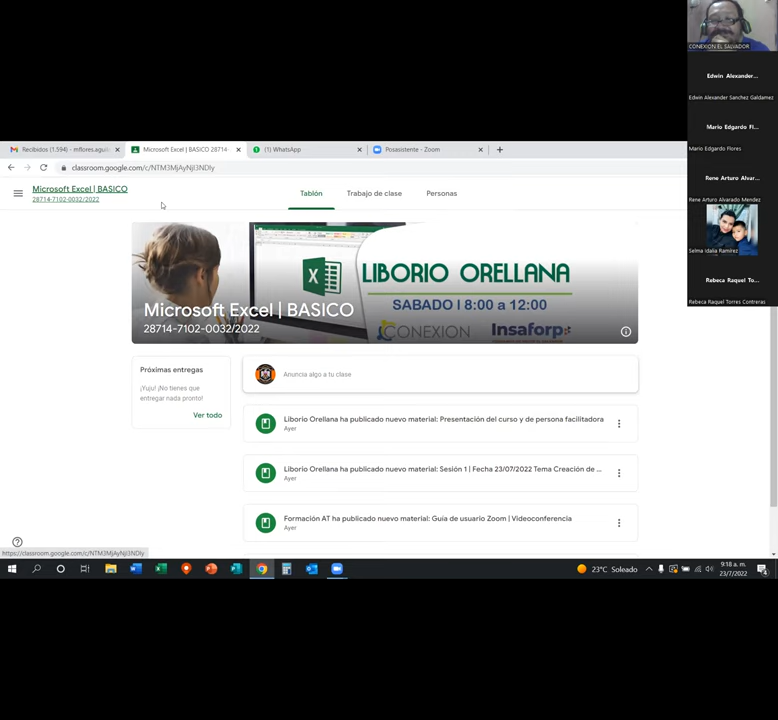 CONEXION EL SALVADOR
Edwin Alexander...
Edwin Alexander Sanchez Galdamez
Mario Edgardo Fl...
Mario Edgardo Flores
Rene Arturo Alvar...
Rene Arturo Alvarado Mendez
Selma Idalia Ramírez
Rebeca Raquel To...
Rebeca Raquel Torres Contreras
Recibidos (1.594) - mflores.aguil
Microsoft Excel | BASICO 28714-
(1) WhatsApp
Posasistente - Zoom
classroom.google.com/c/NTM3MjAyNjI3NDIy
Microsoft Excel | BASICO
28714-7102-0032/2022
Tablón
Trabajo de clase
Personas
LIBORIO ORELLANA
SABADO | 8:00 a 12:00
CONEXION
Insaforp
Microsoft Excel | BASICO
28714-7102-0032/2022
Próximas entregas
¡Yuju! ¡No tienes que
entregar nada pronto!
Ver todo
Anuncia algo a tu clase
Liborio Orellana ha publicado nuevo material: Presentación del curso y de persona facilitadora
Ayer
Liborio Orellana ha publicado nuevo material: Sesión 1 | Fecha 23/07/2022 Tema Creación de ...
Ayer
Formación AT ha publicado nuevo material: Guía de usuario Zoom | Videoconferencia
Ayer
https://classroom.google.com/c/NTM3MjAyNjI3NDIy
23°C Soleado
9:18 a. m.
23/7/2022